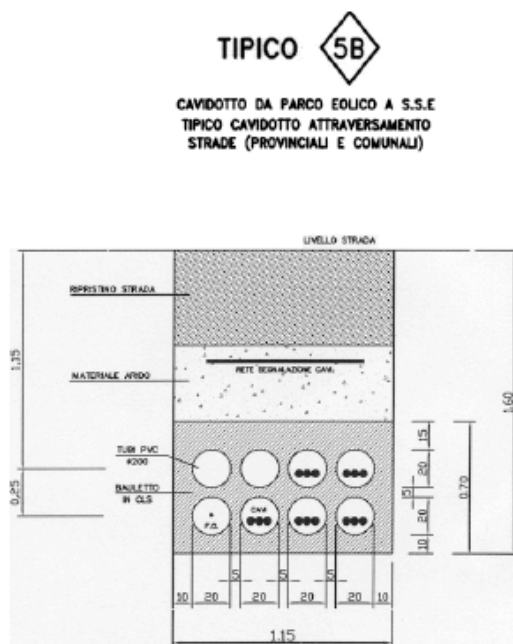 TIPICO 5B
CAVIDOTTO DA PARCO EOLICO A S.S.E
TIPICO CAVIDOTTO ATTRAVERSAMENTO
STRADE (PROVINCIALI E COMUNALI)
LIVELLO STRADA
RIPRISTINO STRADA
RETE SEGNALAZIONE CAVI
MATERIALE ARIDO
1.15
1.60
TUBI PVC
ø200
BAULETTO
IN CLS
0.25
0.70
15
20
5
20
10
F.O.
CAVI
5 5 5
10 20 20 20 20 10
1.15